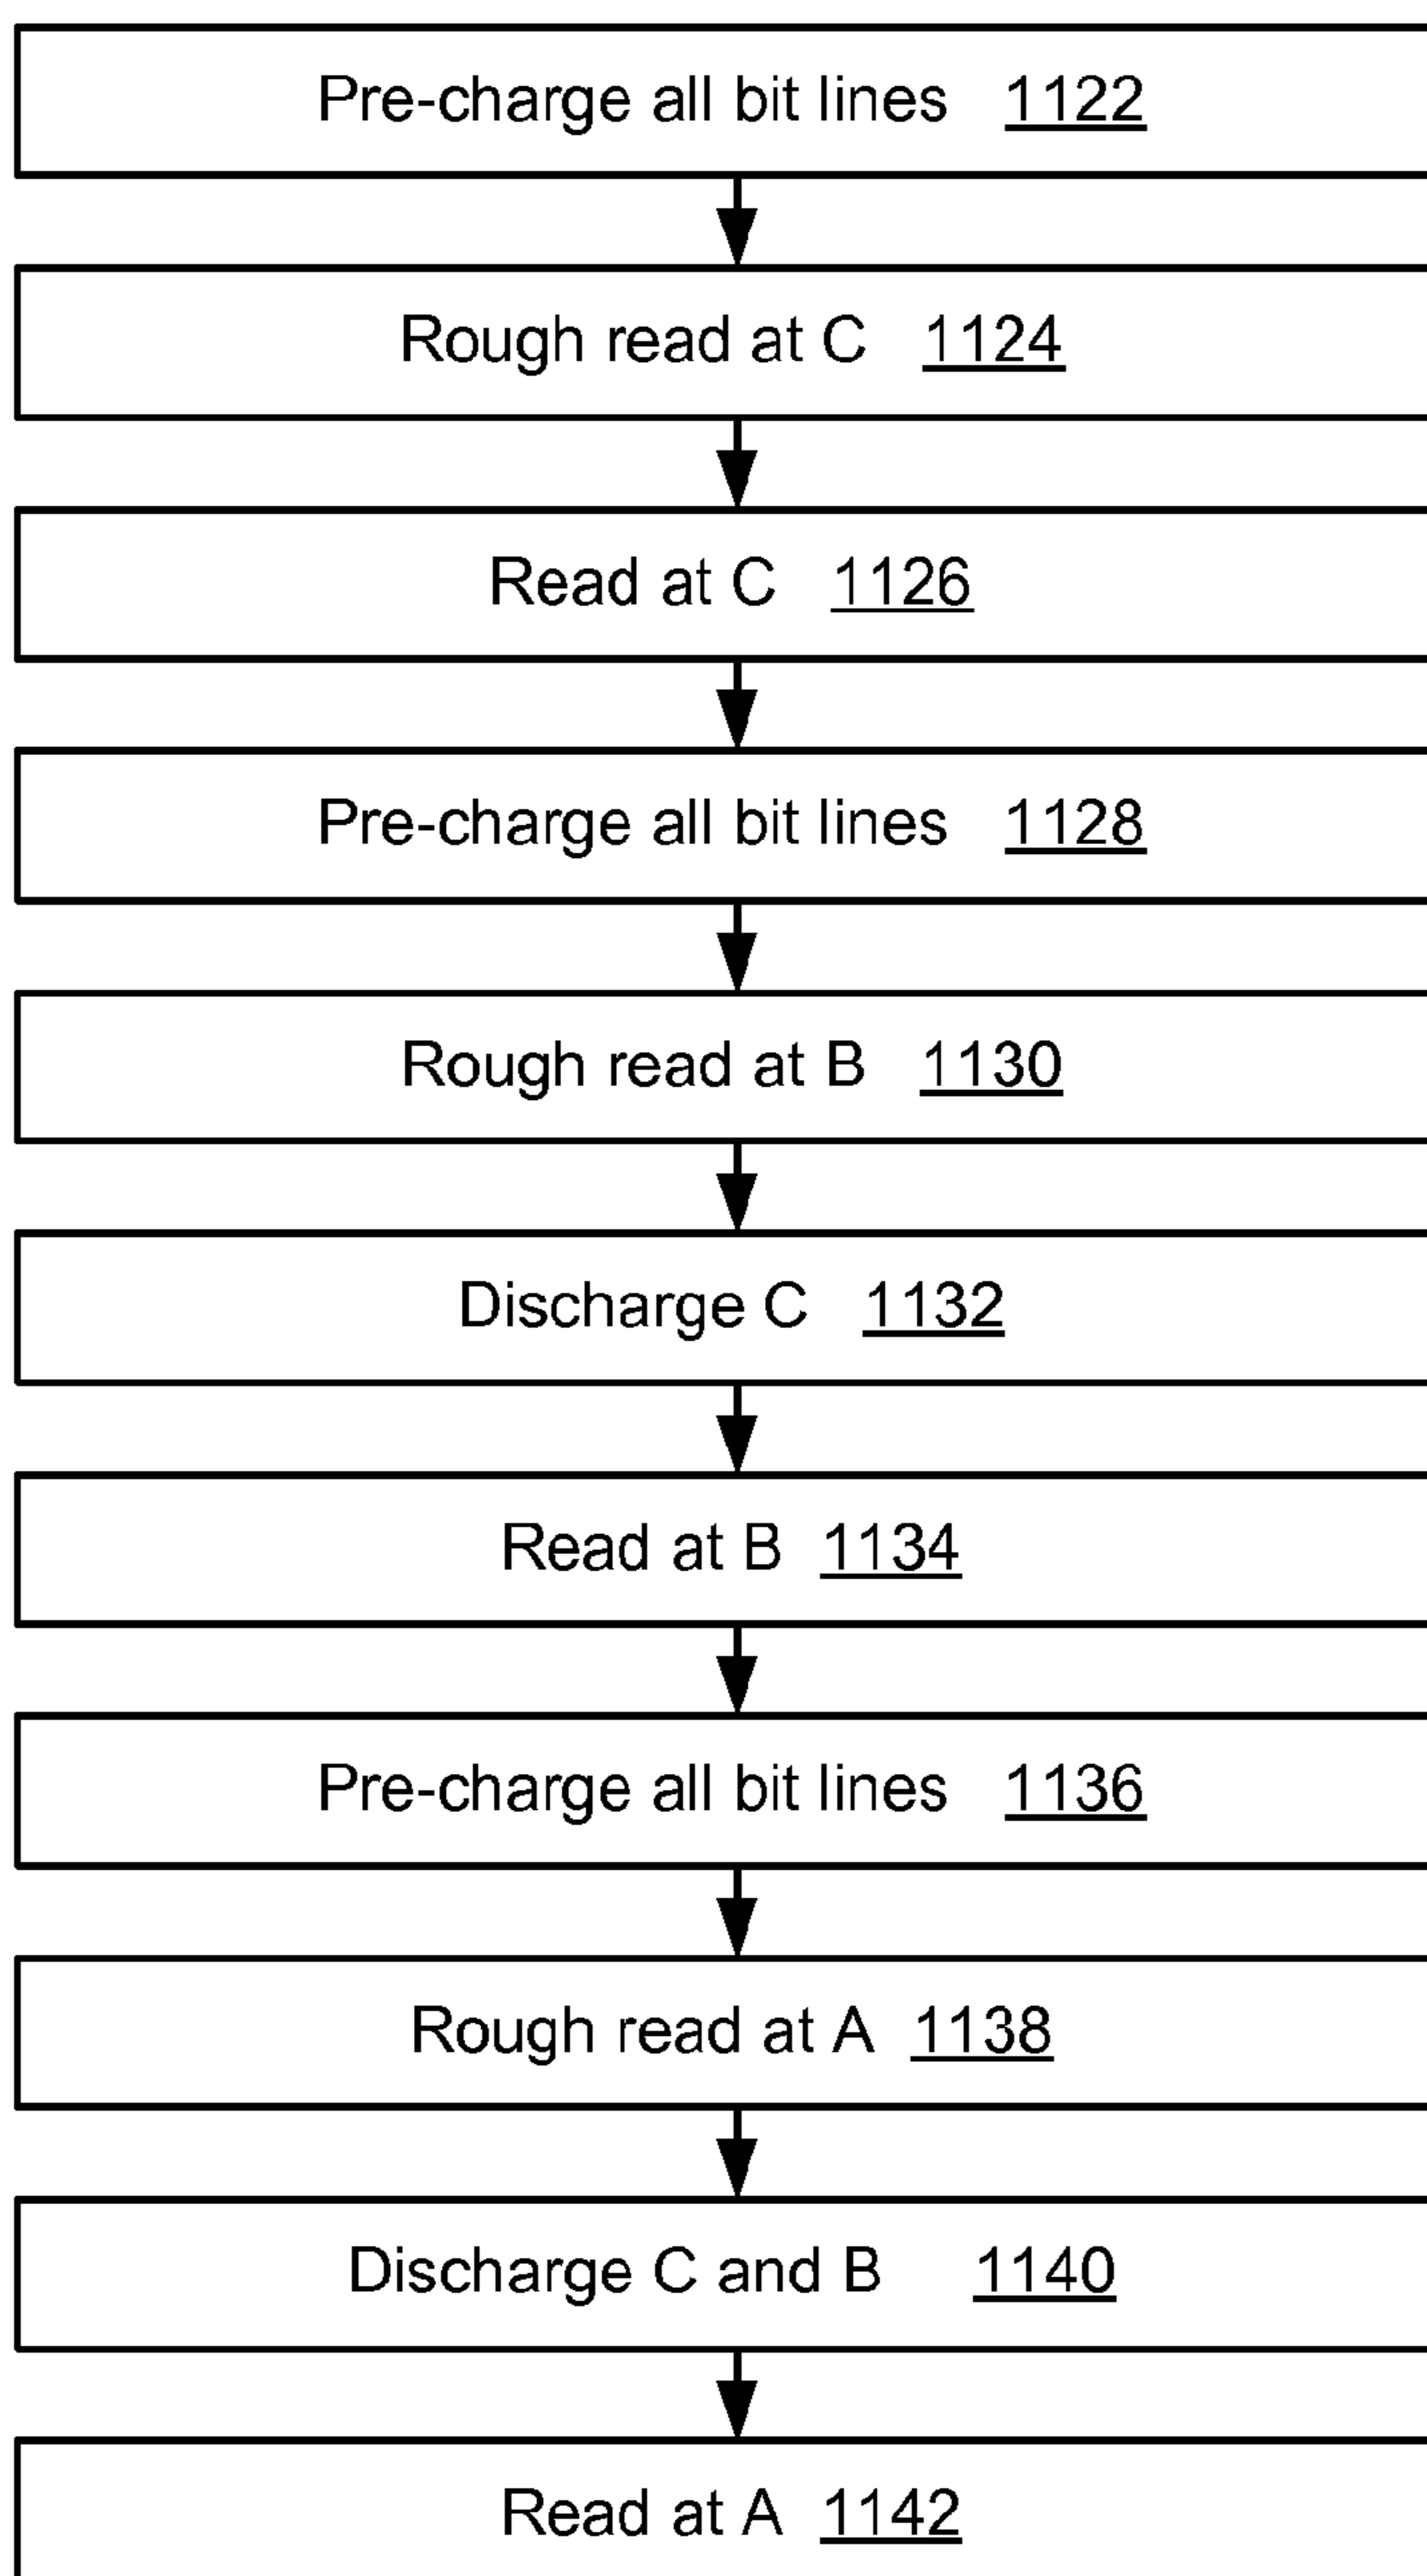 Pre-charge all bit lines 1122
Rough read at C 1124
Read at C 1126
Pre-charge all bit lines 1128
Rough read at B 1130
Discharge C 1132
Read at B 1134
Pre-charge all bit lines 1136
Rough read at A 1138
Discharge C and B 1140
Read at A 1142